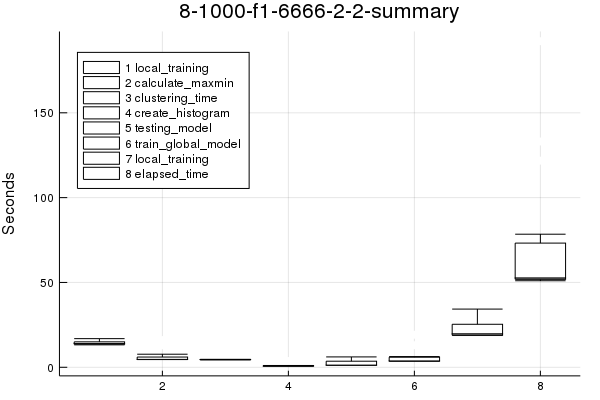 8-1000-f1-6666-2-2-summary
1 local_training
2 calculate_maxmin
3 clustering_time
4 create_histogram
5 testing_model
6 train_global_model
7 local_training
8 elapsed_time
Seconds
150
100
50
0
2 4 6 8